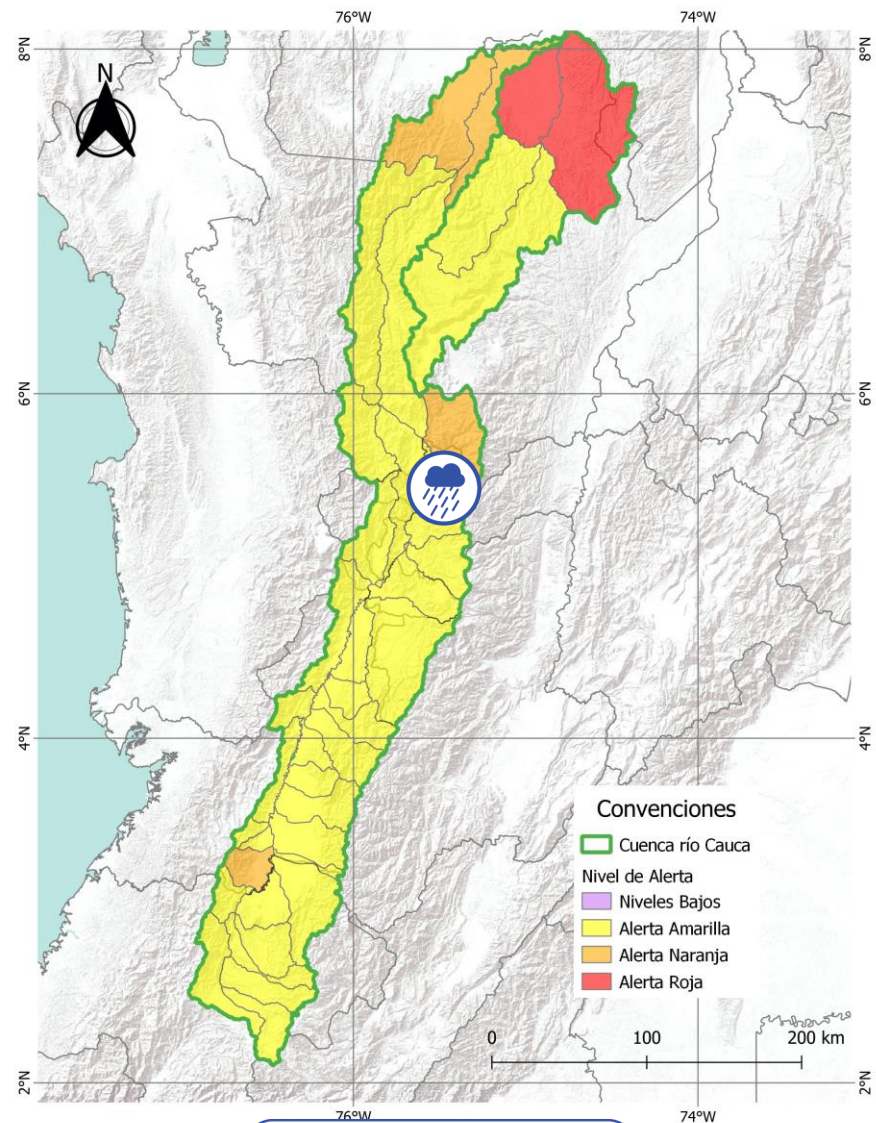 76°W
74°W
8°N
8°N
N
6°N
6°N
4°N
4°N
Convenciones
Cuenca río Cauca
Nivel de Alerta
Niveles Bajos
Alerta Amarilla
Alerta Naranja
Alerta Roja
0
100
200 km
2°N
2°N
76°W
74°W